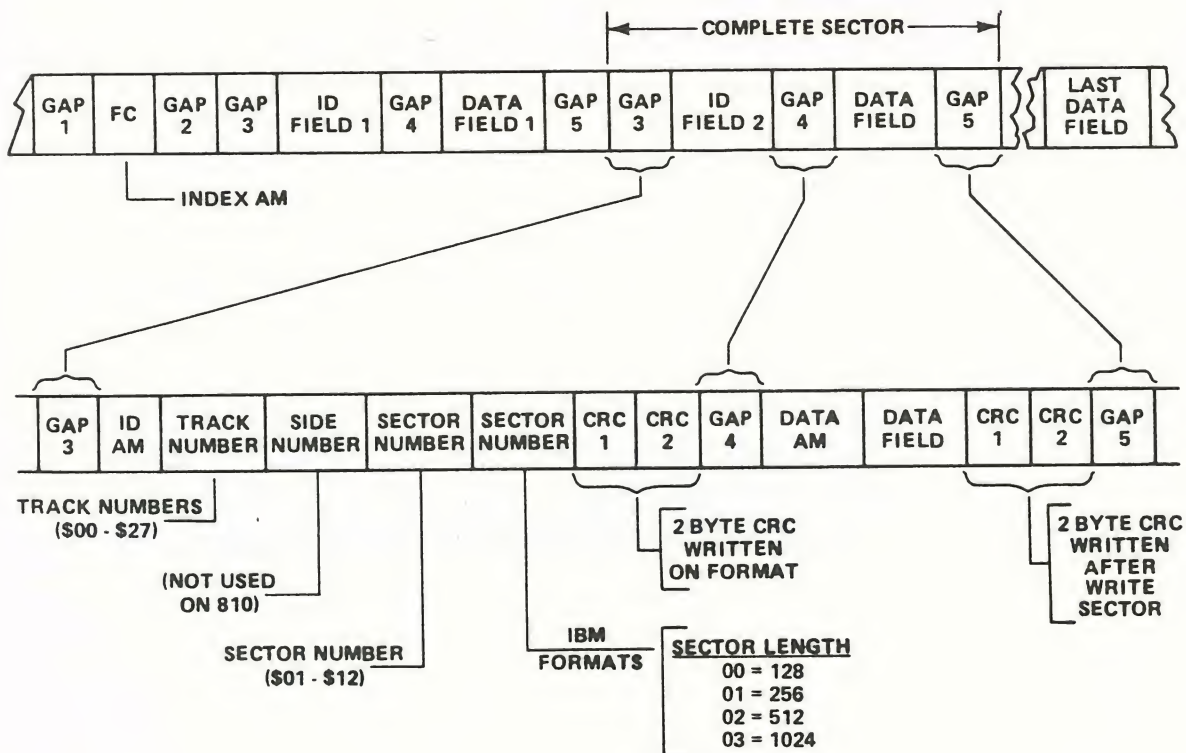 COMPLETE SECTOR
GAP 1
FC
GAP 2
GAP 3
ID FIELD 1
GAP 4
DATA FIELD 1
GAP 5
GAP 3
ID FIELD 2
GAP 4
DATA FIELD
GAP 5
LAST DATA FIELD
INDEX AM
GAP 3
ID AM
TRACK NUMBER
SIDE NUMBER
SECTOR NUMBER
SECTOR NUMBER
CRC 1
CRC 2
GAP 4
DATA AM
DATA FIELD
CRC 1
CRC 2
GAP 5
TRACK NUMBERS
($00 - $27)
(NOT USED
ON 810)
SECTOR NUMBER
($01 - $12)
IBM
FORMATS
2 BYTE CRC
WRITTEN
ON FORMAT
SECTOR LENGTH
00 = 128
01 = 256
02 = 512
03 = 1024
2 BYTE CRC
WRITTEN
AFTER
WRITE
SECTOR